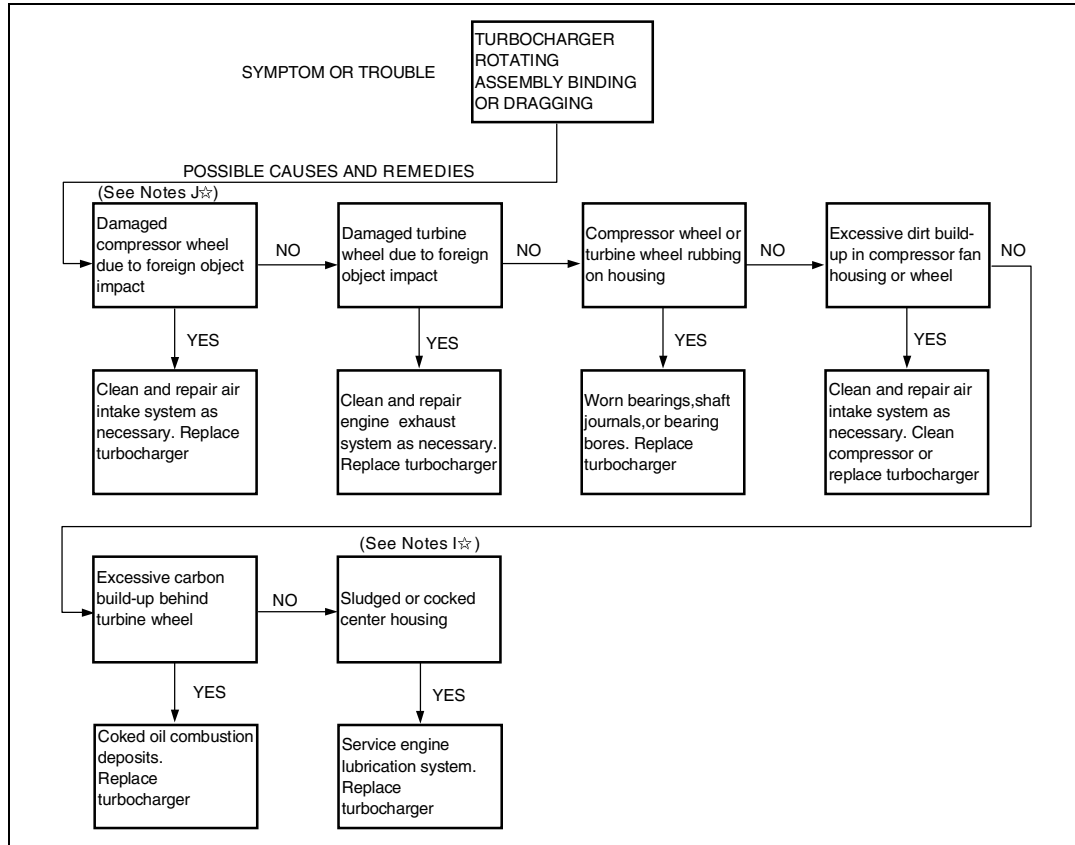 SYMPTOM OR TROUBLE
TURBOCHARGER
ROTATING
ASSEMBLY BINDING
OR DRAGGING
POSSIBLE CAUSES AND REMEDIES
(See Notes J☆)
Damaged
compressor wheel
due to foreign object
impact
NO
Damaged turbine
wheel due to foreign
object impact
NO
Compressor wheel or
turbine wheel rubbing
on housing
NO
Excessive dirt build-
up in compressor fan
housing or wheel
NO
YES
YES
YES
YES
Clean and repair air
intake system as
necessary. Replace
turbocharger
Clean and repair
engine exhaust
system as necessary.
Replace turbocharger
Worn bearings,shaft
journals,or bearing
bores. Replace
turbocharger
Clean and repair air
intake system as
necessary. Clean
compressor or
replace turbocharger
(See Notes I☆)
Excessive carbon
build-up behind
turbine wheel
NO
Sludged or cocked
center housing
YES
YES
Coked oil combustion
deposits.
Replace
turbocharger
Service engine
lubrication system.
Replace
turbocharger